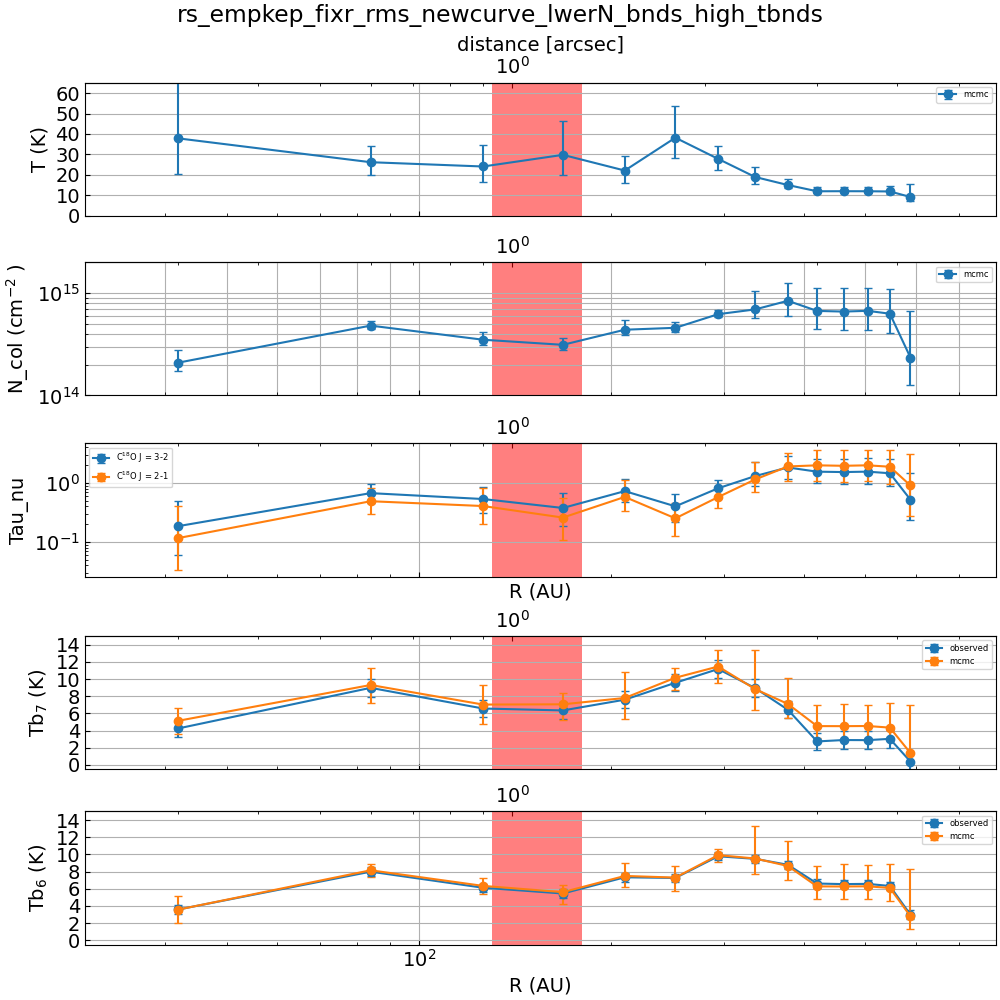 rs_empkep_fixr_rms_newcurve_lwerN_bnds_high_tbnds
distance [arcsec]
10⁰
60
50
40
30
20
10
0
T (K)
mcmc
10⁰
10¹⁵
10¹⁴
N_col (cm⁻² )
mcmc
10⁰
10⁰
10⁻¹
Tau_nu
C¹⁸O J = 3-2
C¹⁸O J = 2-1
R (AU)
10⁰
14
12
10
8
6
4
2
0
Tb₇ (K)
observed
mcmc
10⁰
14
12
10
8
6
4
2
0
Tb₆ (K)
observed
mcmc
10²
R (AU)